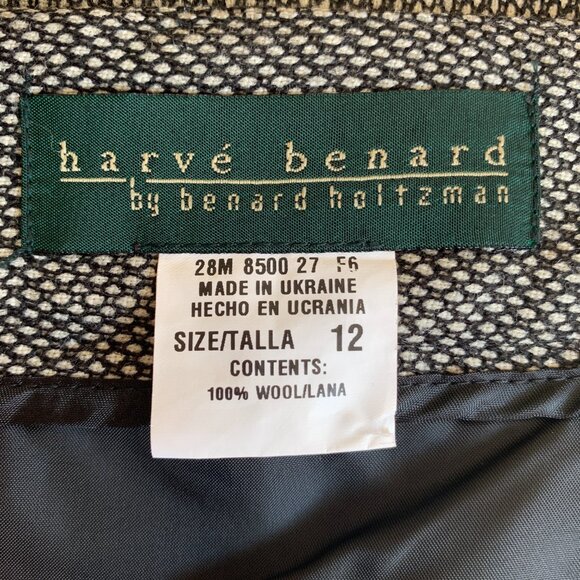 harvé benard
by benard holtzman
28M 8500 27 F6
MADE IN UKRAINE
HECHO EN UCRANIA
SIZE/TALLA 12
CONTENTS:
100% WOOL/LANA